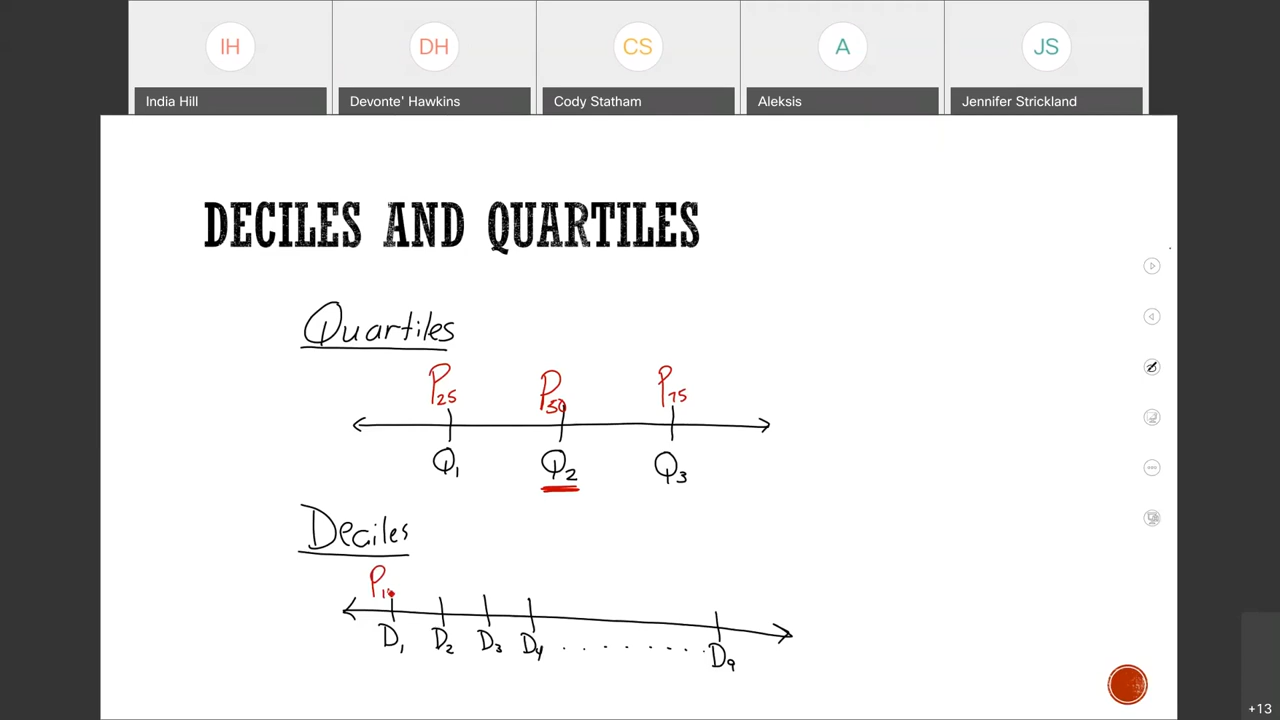 IH DH CS A JS
India Hill Devonte' Hawkins Cody Statham Aleksis Jennifer Strickland
DECILES AND QUARTILES
Quartiles
P25 P50 P75
Q1 Q2 Q3
Deciles
P10
D1 D2 D3 D4 . . . . . . . . D9
+13